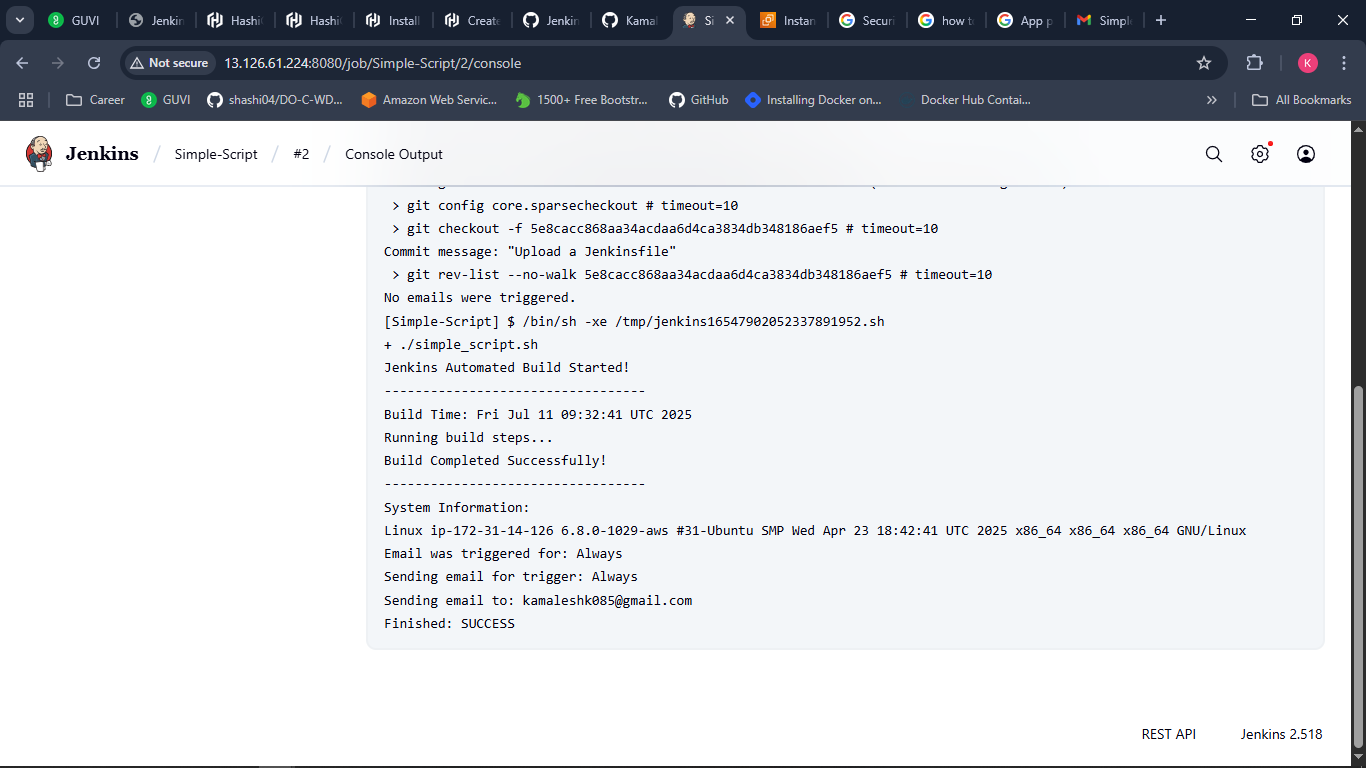 GUVI
Jenkin
Hashi
Hashi
Install
Create
Jenkin
Kamal
Si
Instan
Securi
how to
App p
Simple
Not secure
13.126.61.224:8080/job/Simple-Script/2/console
K
Career
GUVI
shashi04/DO-C-WD...
Amazon Web Servic...
1500+ Free Bootstr...
GitHub
Installing Docker on...
Docker Hub Contai...
All Bookmarks
Jenkins / Simple-Script / #2 / Console Output
> git config core.sparsecheckout # timeout=10
> git checkout -f 5e8cacc868aa34acdaa6d4ca3834db348186aef5 # timeout=10
Commit message: "Upload a Jenkinsfile"
> git rev-list --no-walk 5e8cacc868aa34acdaa6d4ca3834db348186aef5 # timeout=10
No emails were triggered.
[Simple-Script] $ /bin/sh -xe /tmp/jenkins16547902052337891952.sh
+ ./simple_script.sh
Jenkins Automated Build Started!
----------------------------------
Build Time: Fri Jul 11 09:32:41 UTC 2025
Running build steps...
Build Completed Successfully!
----------------------------------
System Information:
Linux ip-172-31-14-126 6.8.0-1029-aws #31-Ubuntu SMP Wed Apr 23 18:42:41 UTC 2025 x86_64 x86_64 x86_64 GNU/Linux
Email was triggered for: Always
Sending email for trigger: Always
Sending email to: kamaleshk085@gmail.com
Finished: SUCCESS
REST API
Jenkins 2.518